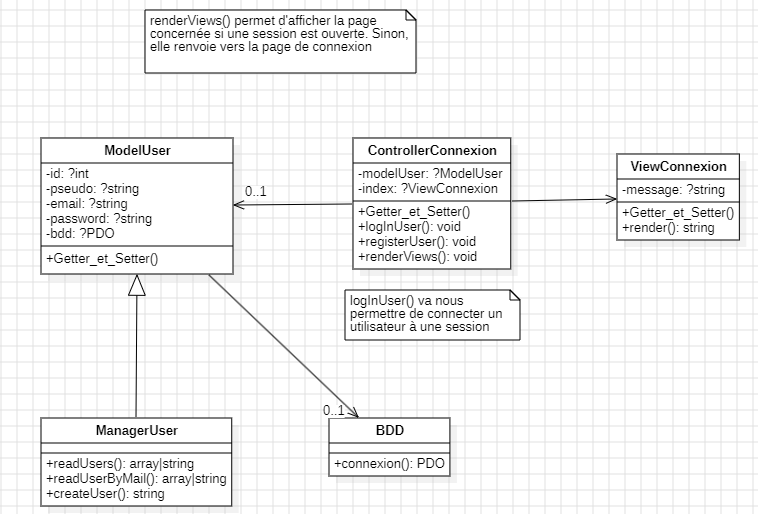 renderViews() permet d'afficher la page
concernée si une session est ouverte. Sinon,
elle renvoie vers la page de connexion
ModelUser
-id: ?int
-pseudo: ?string
-email: ?string
-password: ?string
-bdd: ?PDO
+Getter_et_Setter()
0..1
ControllerConnexion
-modelUser: ?ModelUser
-index: ?ViewConnexion
+Getter_et_Setter()
+logInUser(): void
+registerUser(): void
+renderViews(): void
ViewConnexion
-message: ?string
+Getter_et_Setter()
+render(): string
logInUser() va nous
permettre de connecter un
utilisateur à une session
ManagerUser
+readUsers(): array|string
+readUserByMail(): array|string
+createUser(): string
0..1
BDD
+connexion(): PDO